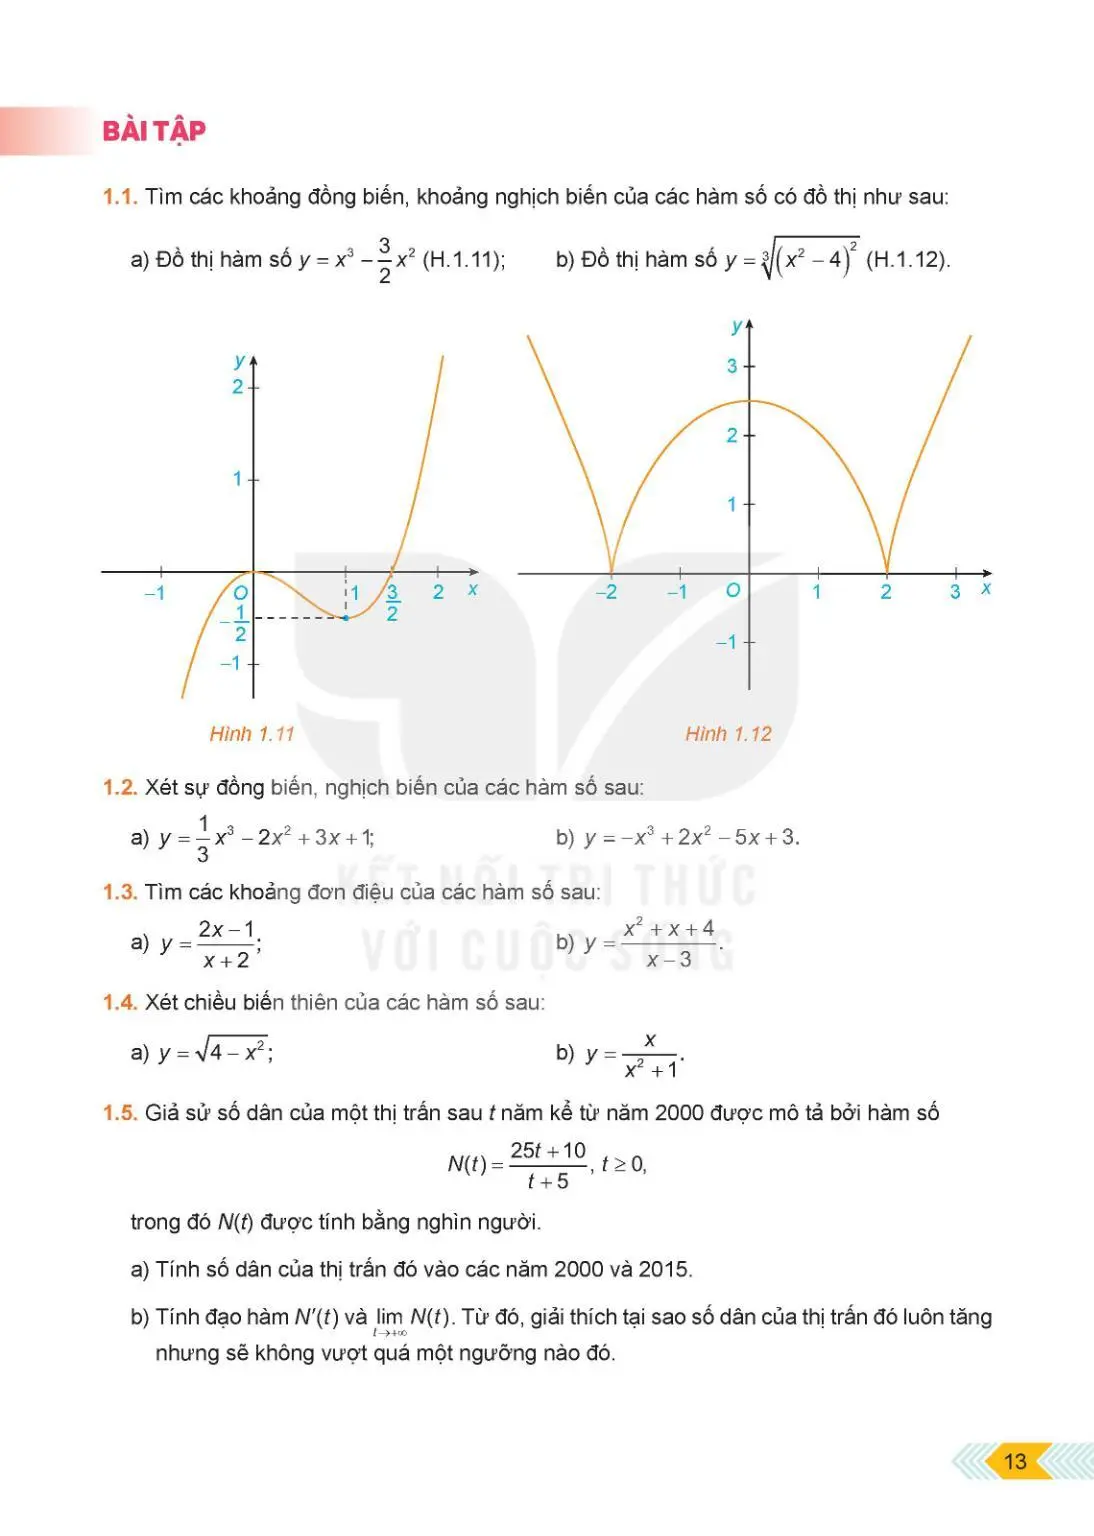 BÀI TẬP
1.1. Tìm các khoảng đồng biến, khoảng nghịch biến của các hàm số có đồ thị như sau:
a) Đồ thị hàm số y = x³ − 3/2 x² (H.1.11); b) Đồ thị hàm số y = ∛((x² − 4)²) (H.1.12).
y
2
1
−1 O 1 3/2 2 x
−1/2
−1
Hình 1.11
y
3
2
1
−2 −1 O 1 2 3 x
−1
Hình 1.12
1.2. Xét sự đồng biến, nghịch biến của các hàm số sau:
a) y = 1/3 x³ − 2x² + 3x + 1; b) y = −x³ + 2x² − 5x + 3.
KẾT NỐI TRI THỨC
1.3. Tìm các khoảng đơn điệu của các hàm số sau:
a) y = (2x − 1)/(x + 2); b) y = (x² + x + 4)/(x − 3).
VỚI CUỘC SỐNG
1.4. Xét chiều biến thiên của các hàm số sau:
a) y = √(4 − x²); b) y = x/(x² + 1).
1.5. Giả sử số dân của một thị trấn sau t năm kể từ năm 2000 được mô tả bởi hàm số
N(t) = (25t + 10)/(t + 5), t ≥ 0,
trong đó N(t) được tính bằng nghìn người.
a) Tính số dân của thị trấn đó vào các năm 2000 và 2015.
b) Tính đạo hàm N′(t) và lim t→+∞ N(t). Từ đó, giải thích tại sao số dân của thị trấn đó luôn tăng
nhưng sẽ không vượt quá một ngưỡng nào đó.
13